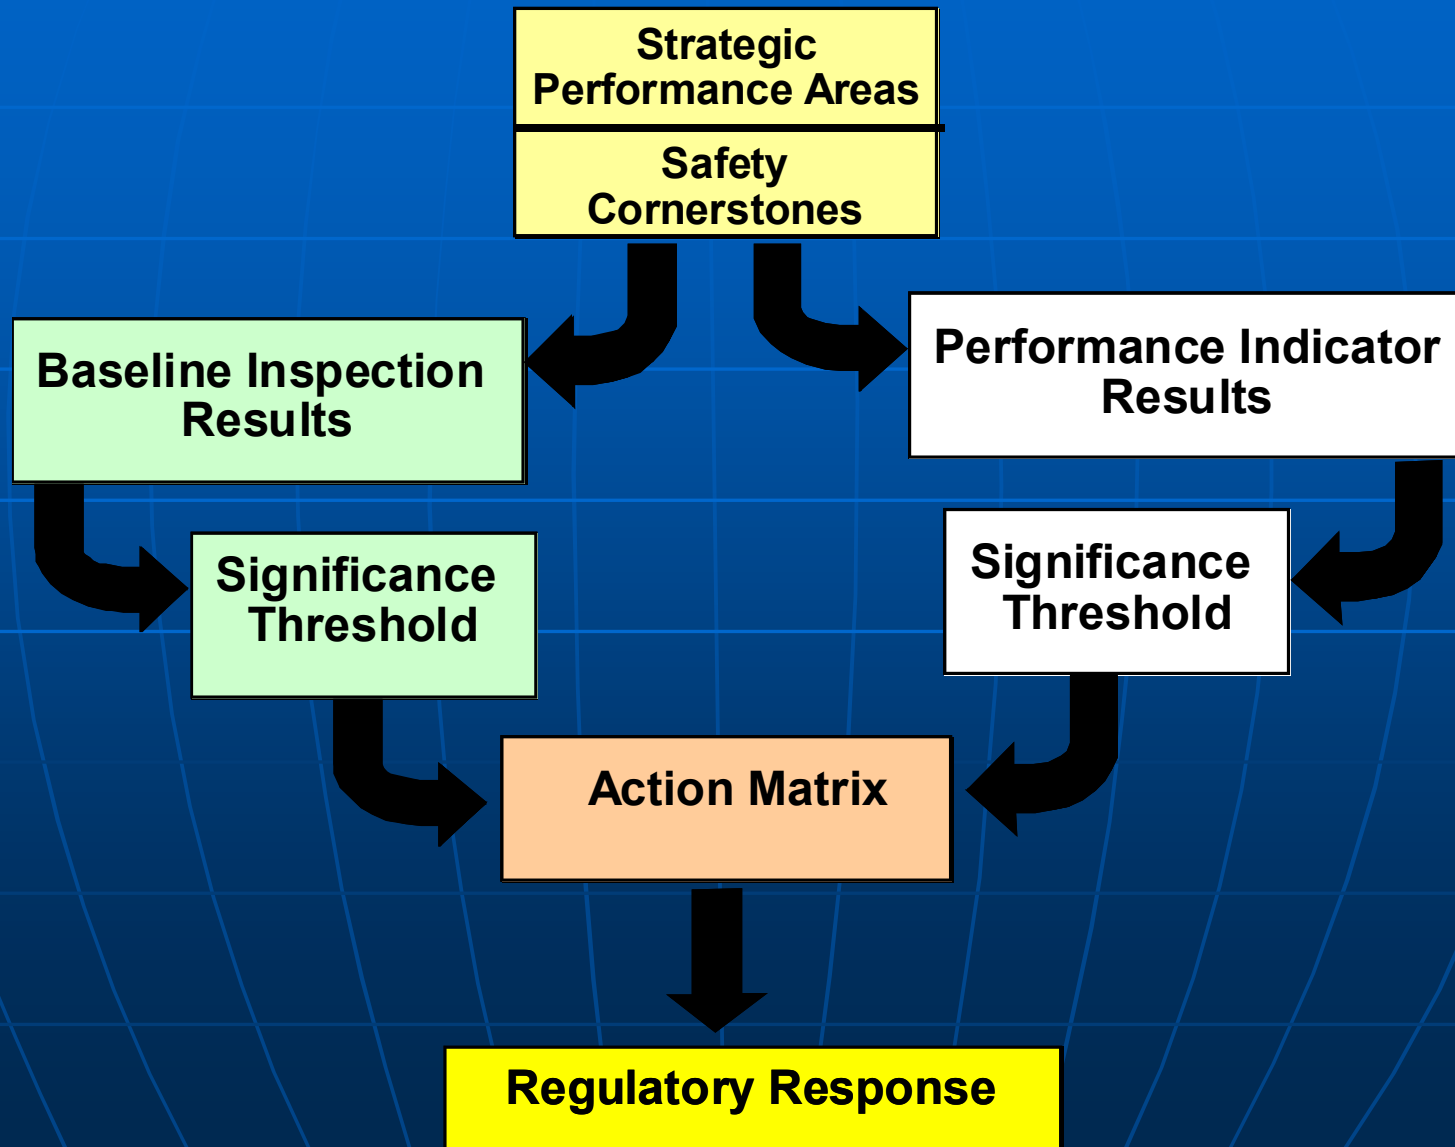 Strategic
Performance Areas
Safety
Cornerstones
Baseline Inspection
Results
Performance Indicator
Results
Significance
Threshold
Significance
Threshold
Action Matrix
Regulatory Response